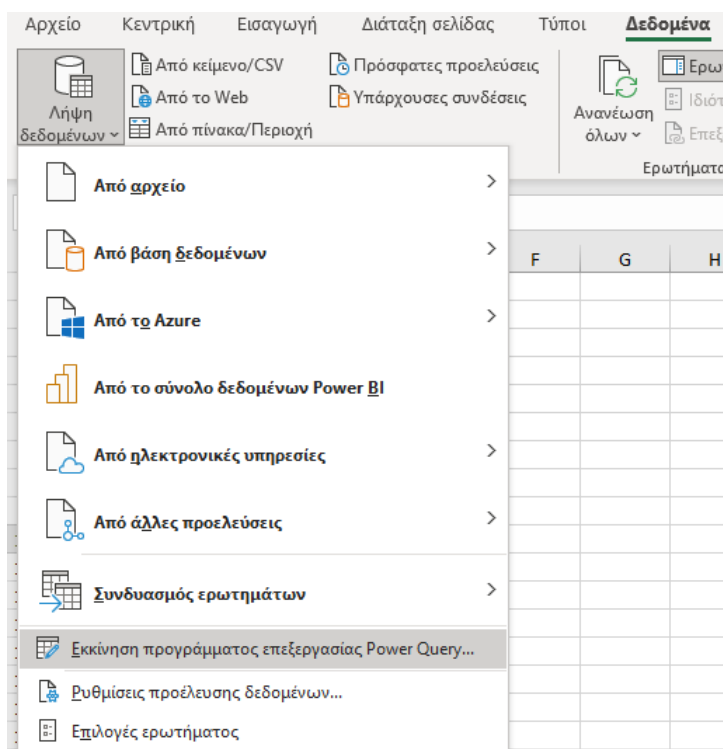 Αρχείο Κεντρική Εισαγωγή Διάταξη σελίδας Τύποι Δεδομένα
Λήψη
δεδομένων
Από κείμενο/CSV
Από το Web
Από πίνακα/Περιοχή
Πρόσφατες προελεύσεις
Υπάρχουσες συνδέσεις
Ανανέωση
όλων
Από αρχείο
Από βάση δεδομένων
Από το Azure
Από το σύνολο δεδομένων Power BI
Από ηλεκτρονικές υπηρεσίες
Από άλλες προελεύσεις
Συνδυασμός ερωτημάτων
Εκκίνηση προγράμματος επεξεργασίας Power Query...
Ρυθμίσεις προέλευσης δεδομένων...
Επιλογές ερωτήματος
F G H